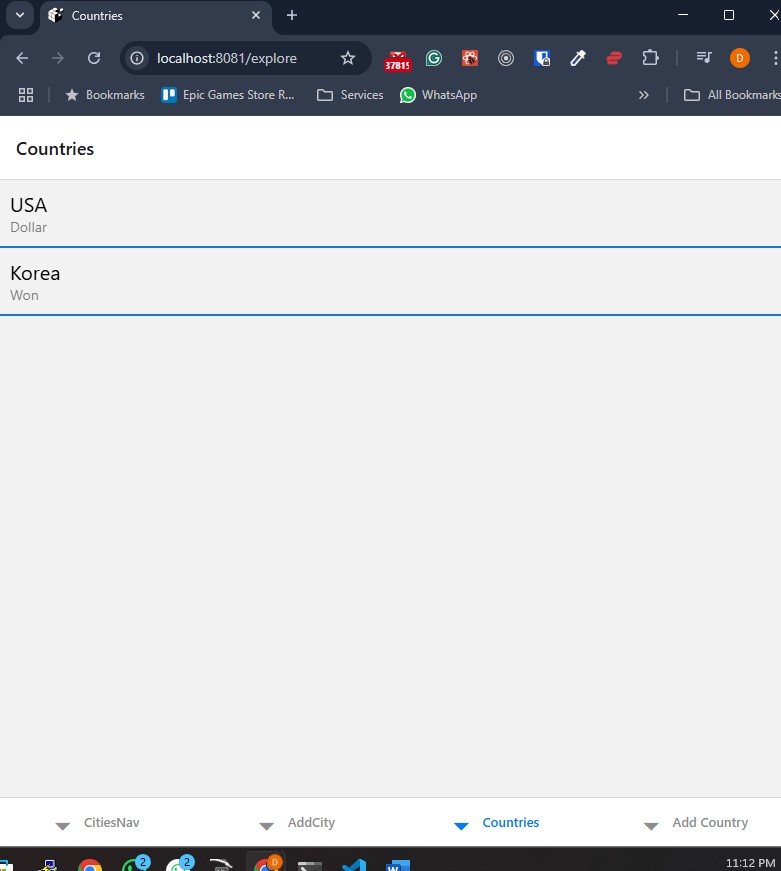 Countries
localhost:8081/explore
37819
D
Bookmarks
Epic Games Store R...
Services
WhatsApp
All Bookmarks
Countries
USA
Dollar
Korea
Won
CitiesNav
AddCity
Countries
Add Country
2
2
D
W
11:12 PM